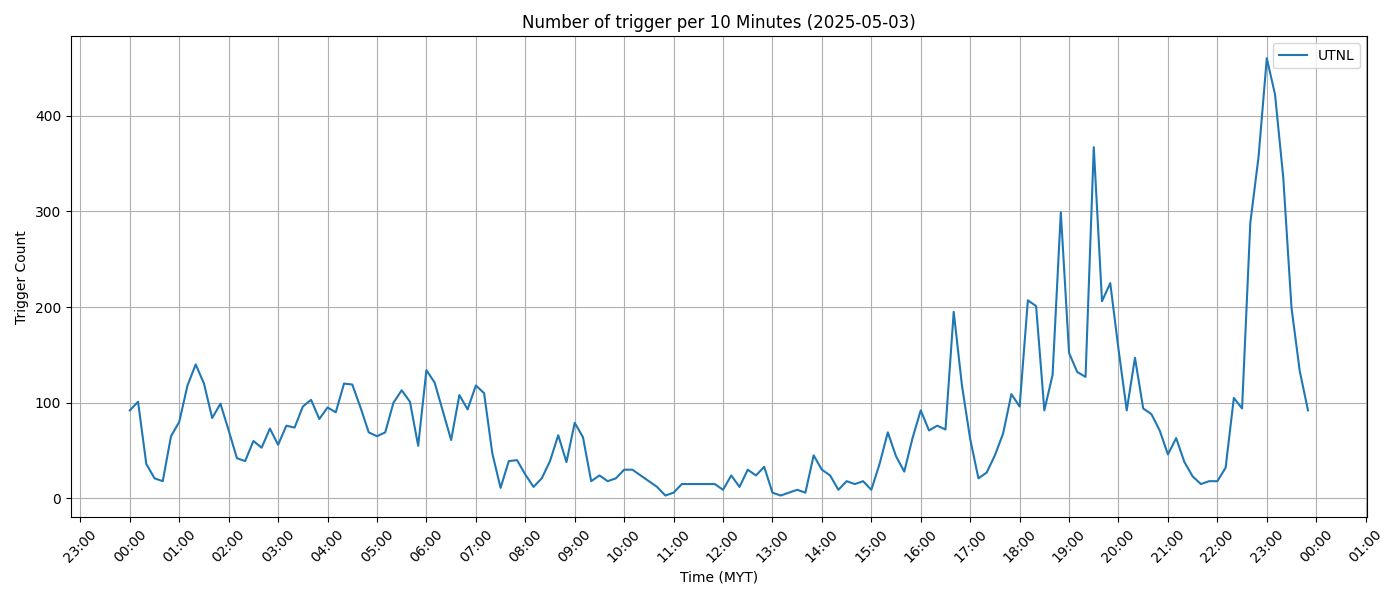 Number of trigger per 10 Minutes (2025-05-03)
UTNL
400
300
200
100
0
Trigger Count
23:00 00:00 01:00 02:00 03:00 04:00 05:00 06:00 07:00 08:00 09:00 10:00 11:00 12:00 13:00 14:00 15:00 16:00 17:00 18:00 19:00 20:00 21:00 22:00 23:00 00:00 01:00
Time (MYT)